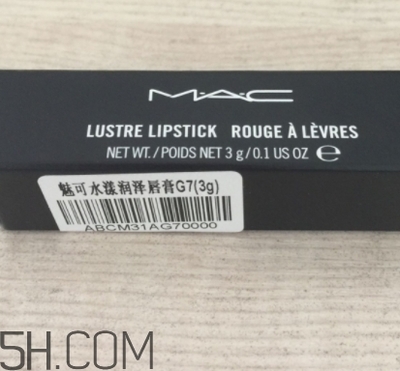 M·A·C
LUSTRE LIPSTICK ROUGE À LÈVRES
NET WT./POIDS NET 3 g/0.1 US OZ ℮
魅可水漾润泽唇膏G7(3g)
ABCM31AG70000
5H.COM